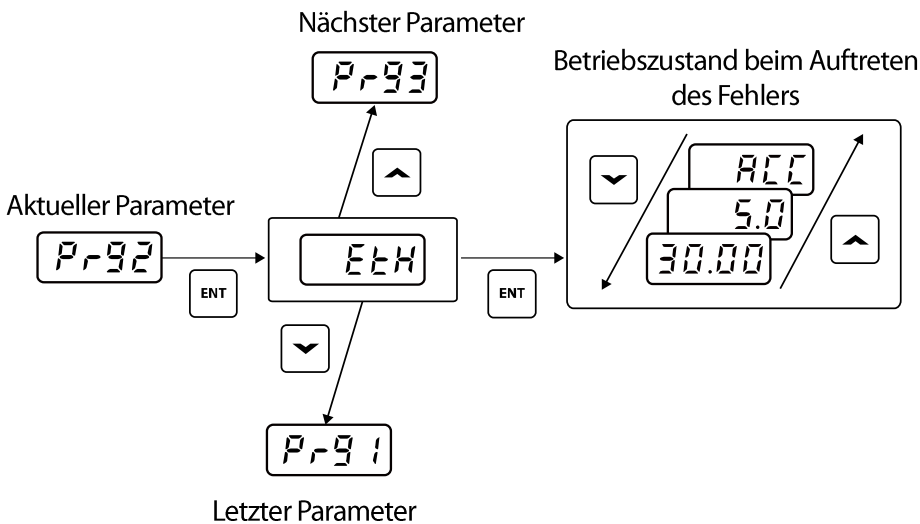 Nächster Parameter
Pr93
Betriebszustand beim Auftreten
des Fehlers
ACC
5.0
30.00
Aktueller Parameter
Pr92
ENT
EtH
ENT
Pr91
Letzter Parameter